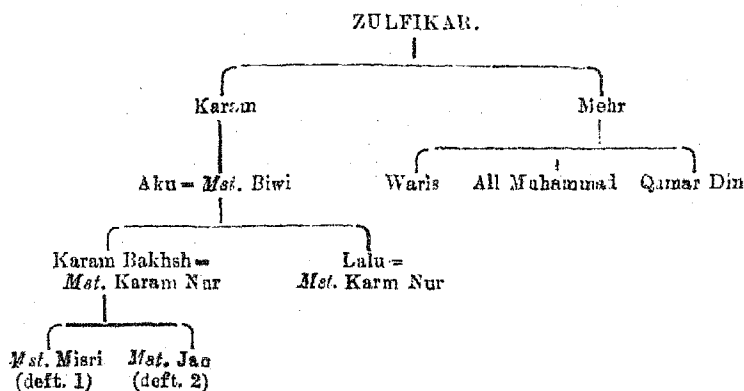 ZULFIKAR.
Karam Mehr
Aku = Mst. Biwi Waris Ali Muhammad Qamar Din
Karam Bakhsh = Lalu =
Mst. Karam Nur Mst. Karm Nur
Mst. Misri Mst. Jan
(deft. 1) (deft. 2)